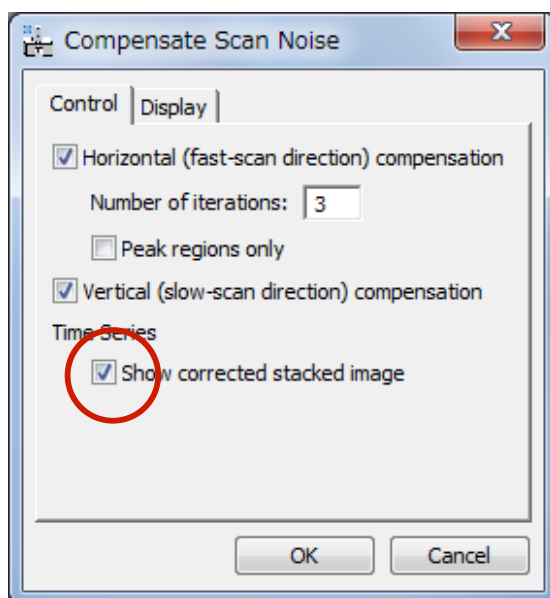 Compensate Scan Noise
Control Display
Horizontal (fast-scan direction) compensation
Number of iterations: 3
Peak regions only
Vertical (slow-scan direction) compensation
Time Series
Show corrected stacked image
OK Cancel